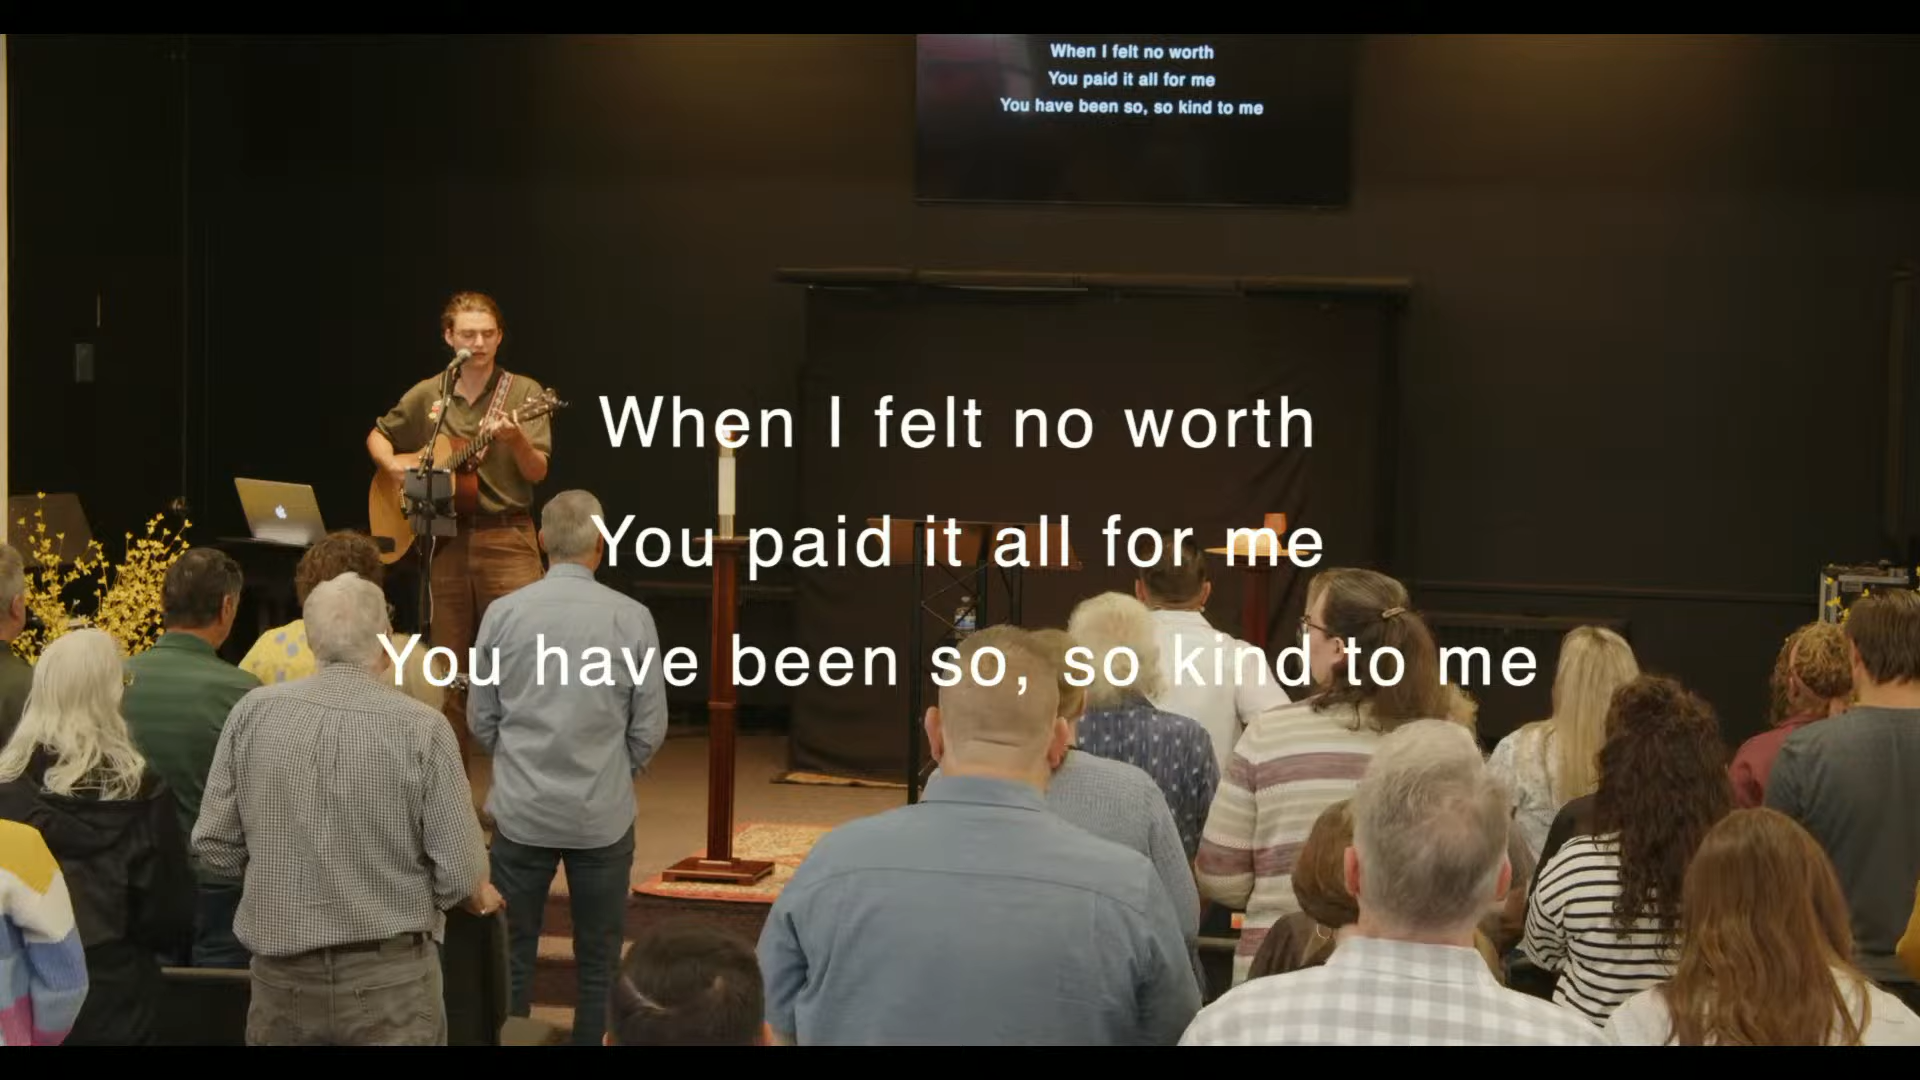 When I felt no worth
You paid it all for me
You have been so, so kind to me
When I felt no worth
You paid it all for me
You have been so, so kind to me